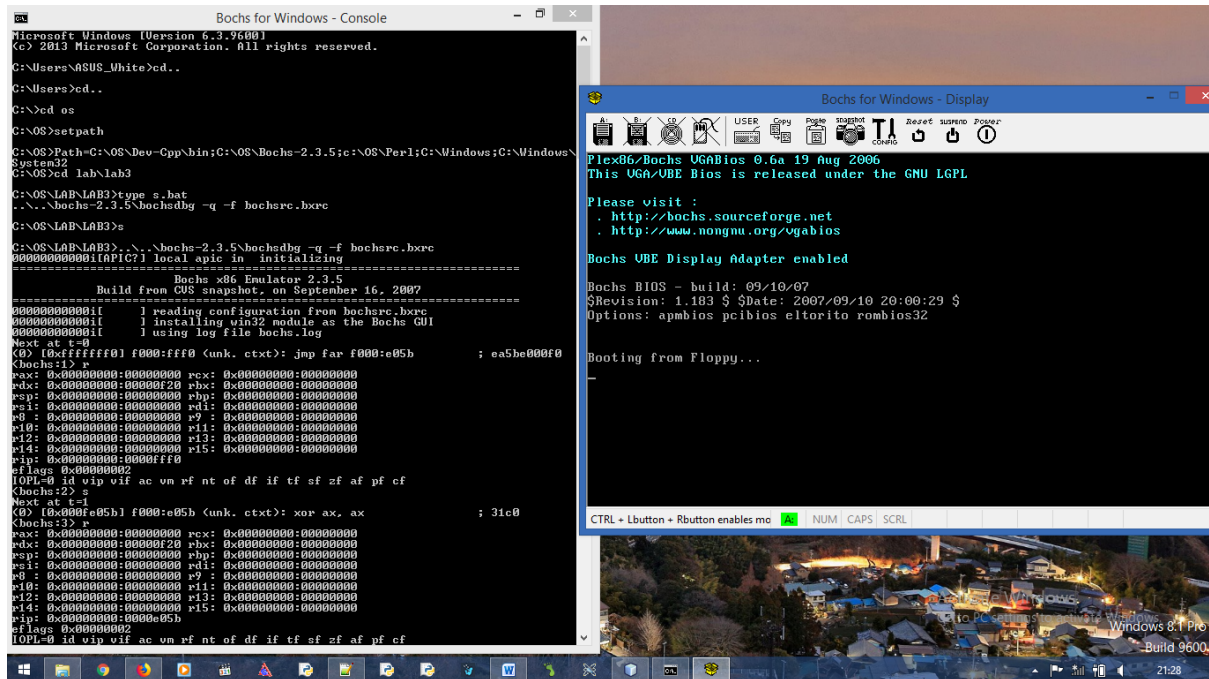 Bochs for Windows - Console
Microsoft Windows [Version 6.3.9600]
(c) 2013 Microsoft Corporation. All rights reserved.
C:\Users\ASUS_White>cd..
C:\Users>cd..
C:\>cd os
C:\OS>setpath
C:\OS>Path=C:\OS\Dev-Cpp\bin;C:\OS\Bochs-2.3.5;c:\OS\Perl;C:\Windows;C:\Windows\
System32
C:\OS>cd lab\lab3
C:\OS\LAB\LAB3>type s.bat
..\..\bochs-2.3.5\bochsdbg -q -f bochsrc.bxrc
C:\OS\LAB\LAB3>s
C:\OS\LAB\LAB3>..\..\bochs-2.3.5\bochsdbg -q -f bochsrc.bxrc
00000000000i[APIC?] local apic in  initializing
========================================================================
Bochs x86 Emulator 2.3.5
Build from CVS snapshot, on September 16, 2007
========================================================================
00000000000i[     ] reading configuration from bochsrc.bxrc
00000000000i[     ] installing win32 module as the Bochs GUI
00000000000i[     ] using log file bochs.log
Next at t=0
(0) [0xfffffff0] f000:fff0 (unk. ctxt): jmp far f000:e05b         ; ea5be000f0
<bochs:1> r
rax: 0x00000000:00000000 rcx: 0x00000000:00000000
rdx: 0x00000000:00000f20 rbx: 0x00000000:00000000
rsp: 0x00000000:00000000 rbp: 0x00000000:00000000
rsi: 0x00000000:00000000 rdi: 0x00000000:00000000
r8 : 0x00000000:00000000 r9 : 0x00000000:00000000
r10: 0x00000000:00000000 r11: 0x00000000:00000000
r12: 0x00000000:00000000 r13: 0x00000000:00000000
r14: 0x00000000:00000000 r15: 0x00000000:00000000
rip: 0x00000000:0000fff0
eflags 0x00000002
IOPL=0 id vip vif ac vm rf nt of df if tf sf zf af pf cf
<bochs:2> s
Next at t=1
(0) [0x000fe05b] f000:e05b (unk. ctxt): xor ax, ax                ; 31c0
<bochs:3> r
rax: 0x00000000:00000000 rcx: 0x00000000:00000000
rdx: 0x00000000:00000f20 rbx: 0x00000000:00000000
rsp: 0x00000000:00000000 rbp: 0x00000000:00000000
rsi: 0x00000000:00000000 rdi: 0x00000000:00000000
r8 : 0x00000000:00000000 r9 : 0x00000000:00000000
r10: 0x00000000:00000000 r11: 0x00000000:00000000
r12: 0x00000000:00000000 r13: 0x00000000:00000000
r14: 0x00000000:00000000 r15: 0x00000000:00000000
rip: 0x00000000:0000e05b
eflags 0x00000002
IOPL=0 id vip vif ac vm rf nt of df if tf sf zf af pf cf
Bochs for Windows - Display
A: B: CD USER Copy Paste snapshot CONFIG Reset SUSPEND Power
Plex86/Bochs VGABios 0.6a 19 Aug 2006
This VGA/VBE Bios is released under the GNU LGPL
Please visit :
. http://bochs.sourceforge.net
. http://www.nongnu.org/vgabios
Bochs VBE Display Adapter enabled
Bochs BIOS - build: 09/10/07
$Revision: 1.183 $ $Date: 2007/09/10 20:00:29 $
Options: apmbios pcibios eltorito rombios32
Booting from Floppy...
CTRL + Lbutton + Rbutton enables mo A: NUM CAPS SCRL
Windows 8.1 Pro
Build 9600
21:28